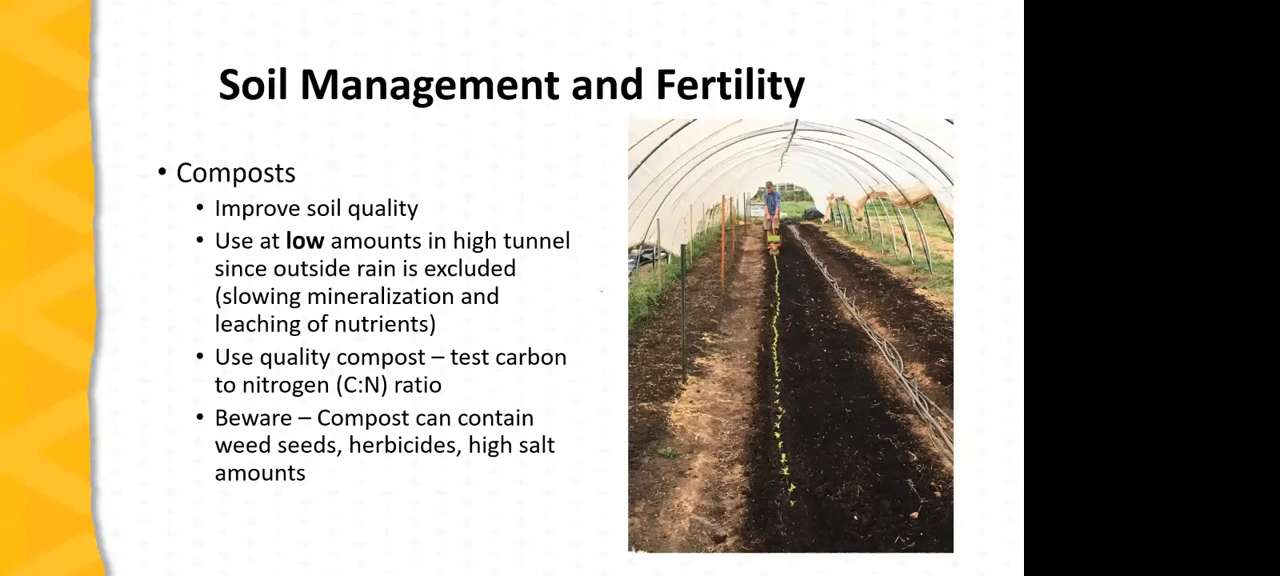 Soil Management and Fertility
• Composts
• Improve soil quality
• Use at low amounts in high tunnel
since outside rain is excluded
(slowing mineralization and
leaching of nutrients)
• Use quality compost – test carbon
to nitrogen (C:N) ratio
• Beware – Compost can contain
weed seeds, herbicides, high salt
amounts